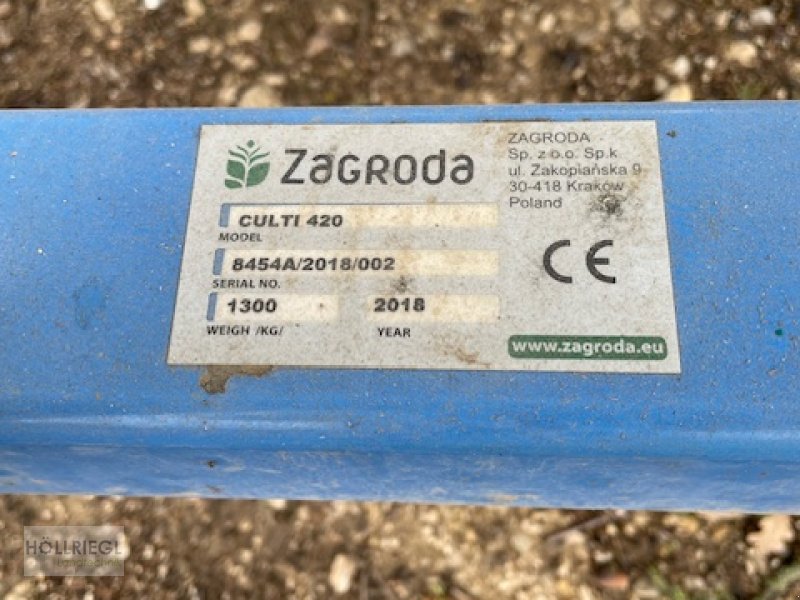 ZAGRODA
ZAGRODA
Sp. z o.o. Sp.k
ul. Zakopiańska 9
30-418 Kraków
Poland
CULTI 420
MODEL
8454A/2018/002
SERIAL NO.
1300
2018
WEIGH /KG/
YEAR
CE
www.zagroda.eu
HÖLLRIEGL